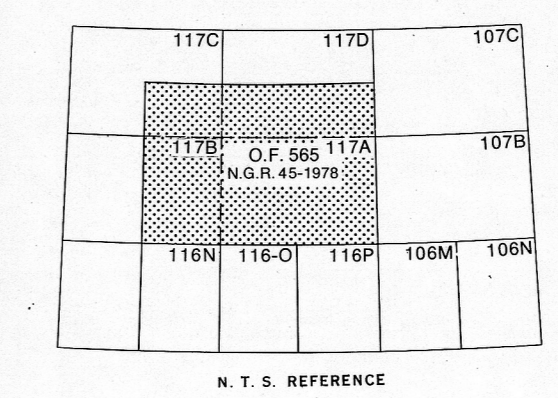 117C 117D 107C
117B 117A 107B
O.F. 565
N.G.R. 45-1978
116N 116-O 116P 106M 106N
N. T. S. REFERENCE